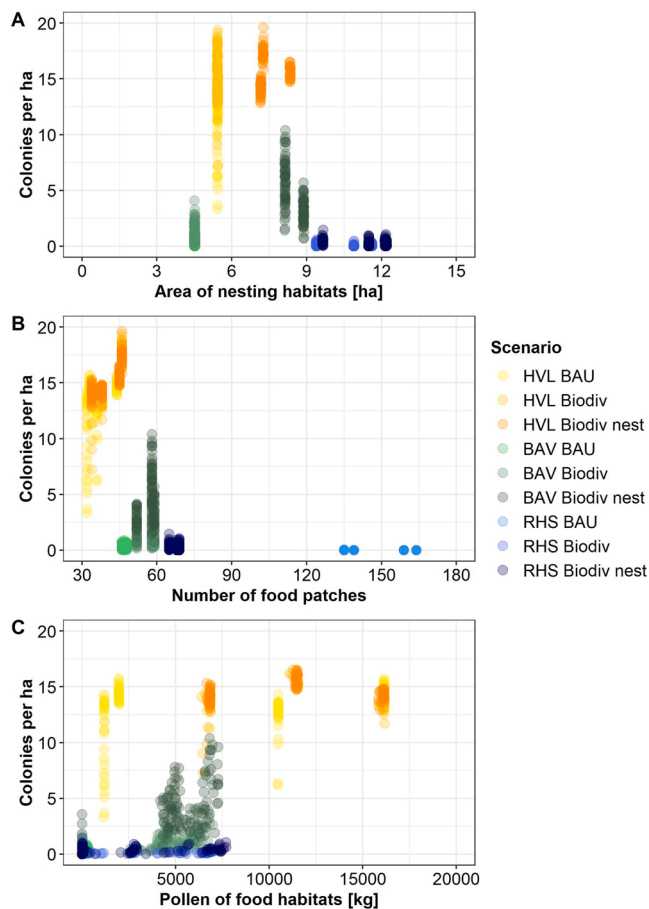 A
20
15
10
5
0
Colonies per ha
0 3 6 9 12 15
Area of nesting habitats [ha]
B
20
15
10
5
0
Colonies per ha
30 60 90 120 150 180
Number of food patches
C
20
15
10
5
0
Colonies per ha
5000 10000 15000 20000
Pollen of food habitats [kg]
Scenario
HVL BAU
HVL Biodiv
HVL Biodiv nest
BAV BAU
BAV Biodiv
BAV Biodiv nest
RHS BAU
RHS Biodiv
RHS Biodiv nest